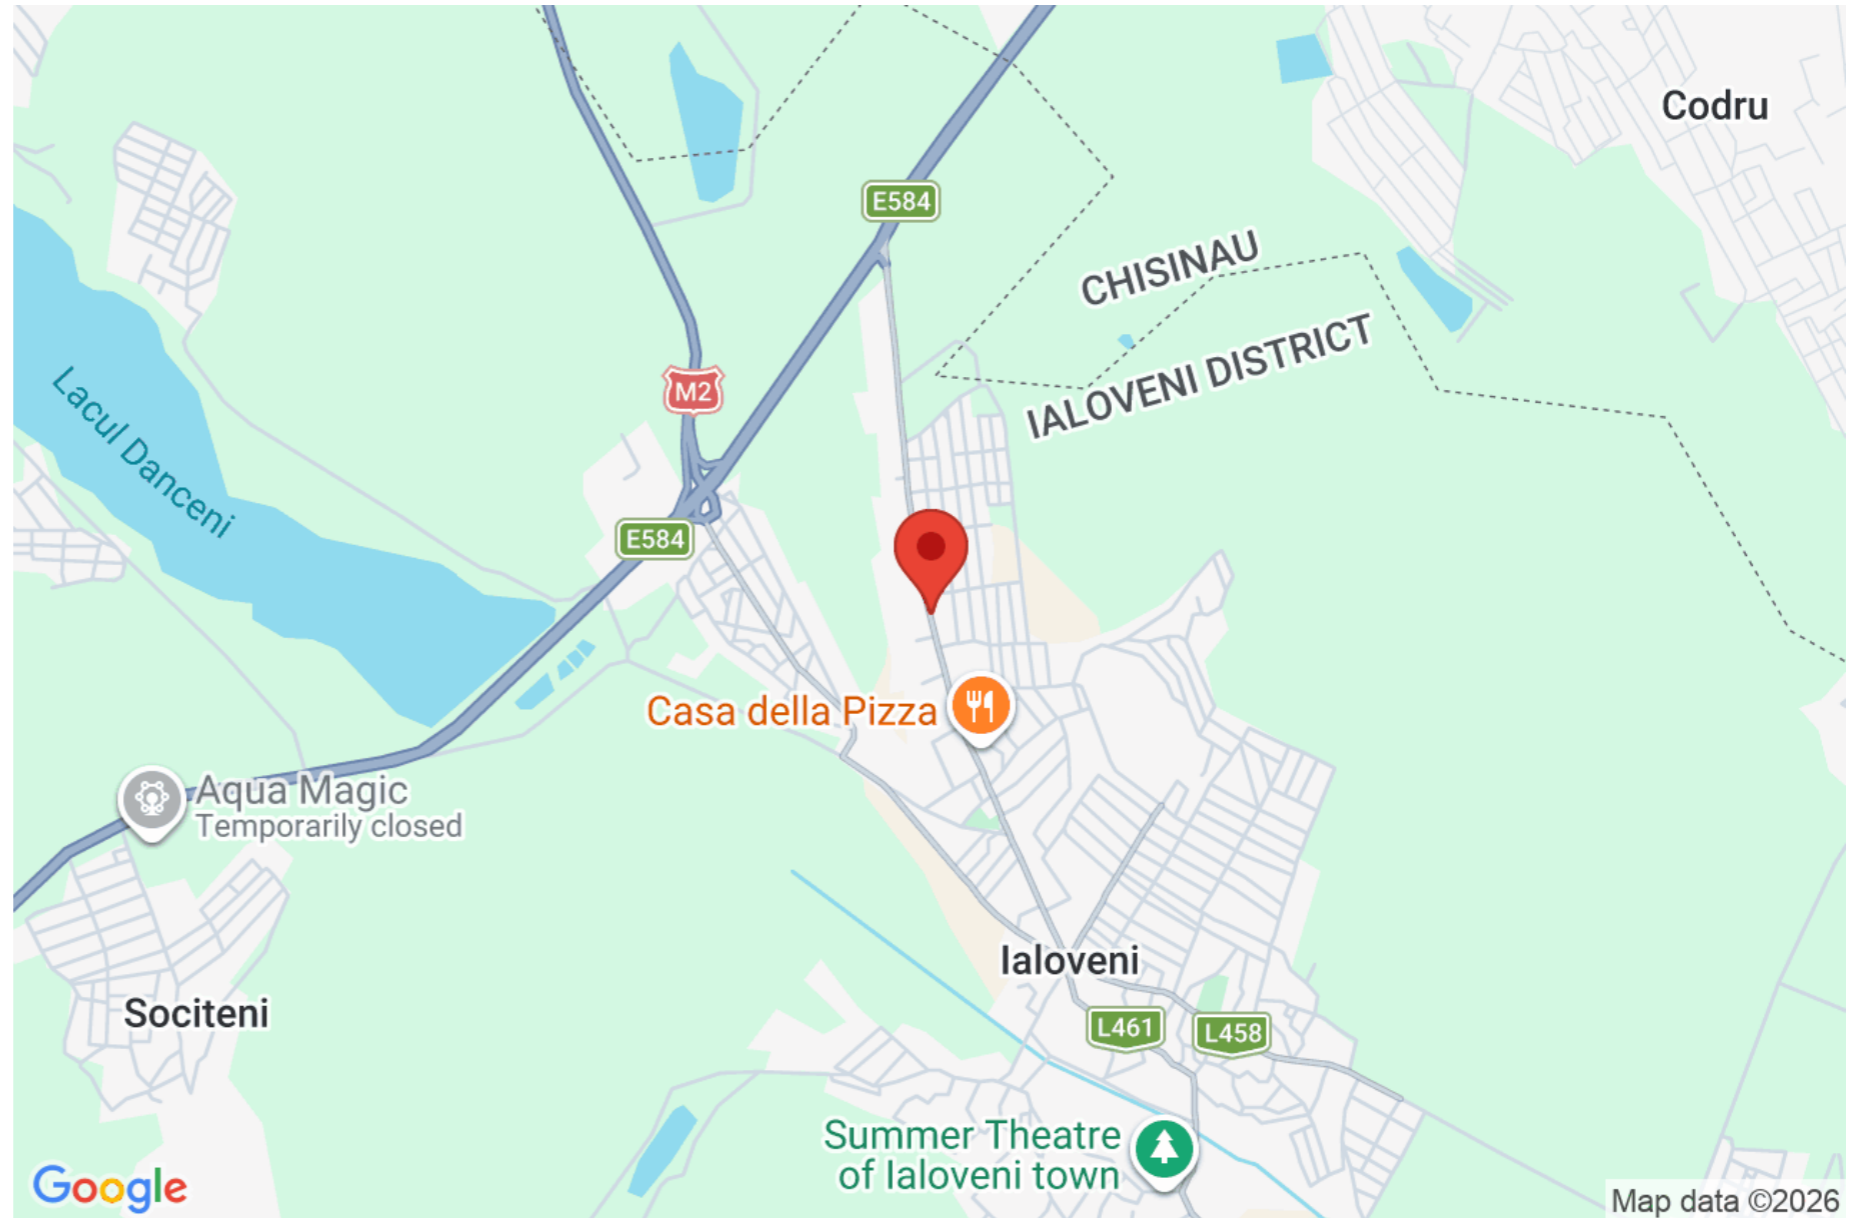 Codru
E584
CHISINAU
IALOVENI DISTRICT
M2
Lacul Danceni
E584
Casa della Pizza
Aqua Magic
Temporarily closed
Ialoveni
Sociteni
L461
L458
Summer Theatre
of Ialoveni town
Google
Map data ©2026